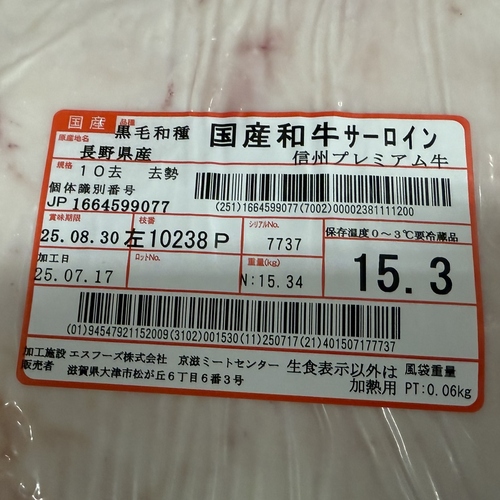 国産 品種 黒毛和種 国産和牛サーロイン
原産地名 長野県産 信州プレミアム牛
規格 10去 去勢
個体識別番号
JP 1664599077
(251)1664599077(7002)00002381111200
賞味期限 枝番 シリアルNo. 保存温度0～3℃要冷蔵品
25.08.30 左10238P 7737
加工日 ロットNo. 重量(kg) 15.3
25.07.17 N:15.34
(01)94547921152009(3102)001530(11)250717(21)401507177737
加工施設 エスフーズ株式会社 京滋ミートセンター 生食表示以外は 風袋重量
販売者 滋賀県大津市松が丘6丁目6番3号 加熱用 PT:0.06kg